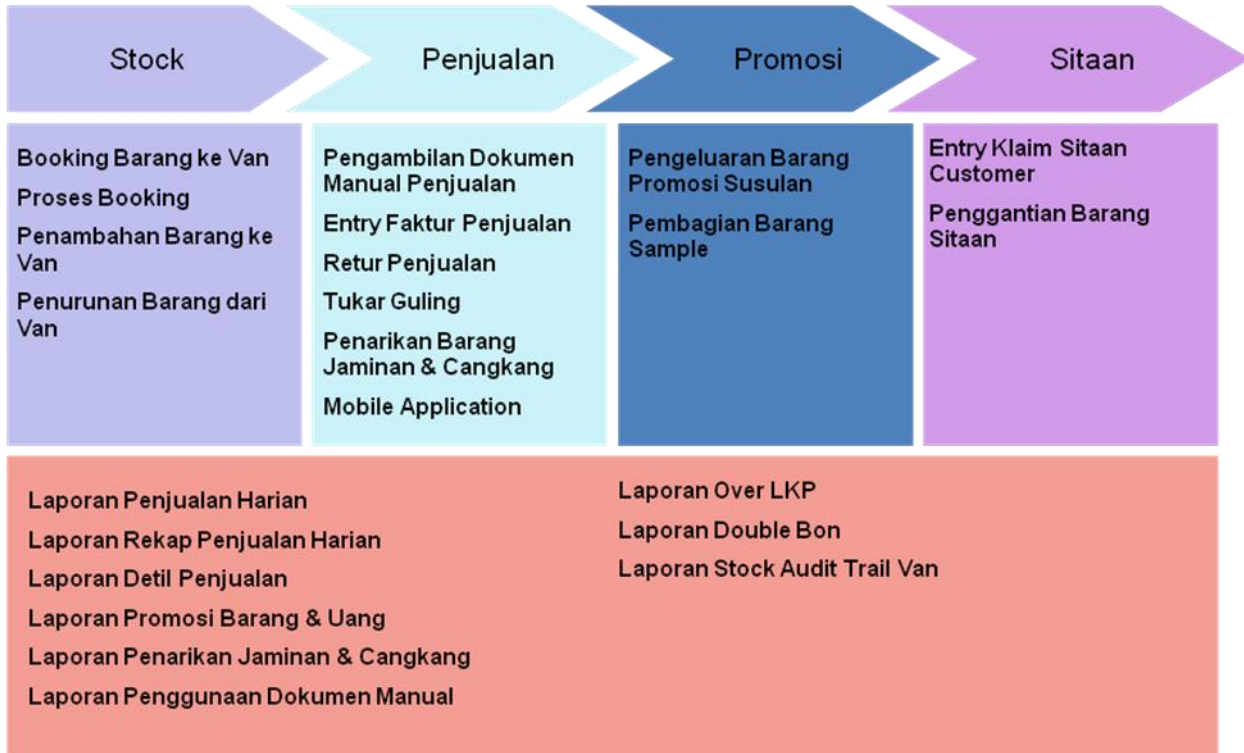 Stock
Penjualan
Promosi
Sitaan
Booking Barang ke Van
Proses Booking
Penambahan Barang ke
Van
Penurunan Barang dari
Van
Pengambilan Dokumen
Manual Penjualan
Entry Faktur Penjualan
Retur Penjualan
Tukar Guling
Penarikan Barang
Jaminan & Cangkang
Mobile Application
Pengeluaran Barang
Promosi Susulan
Pembagian Barang
Sample
Entry Klaim Sitaan
Customer
Penggantian Barang
Sitaan
Laporan Penjualan Harian
Laporan Rekap Penjualan Harian
Laporan Detil Penjualan
Laporan Promosi Barang & Uang
Laporan Penarikan Jaminan & Cangkang
Laporan Penggunaan Dokumen Manual
Laporan Over LKP
Laporan Double Bon
Laporan Stock Audit Trail Van